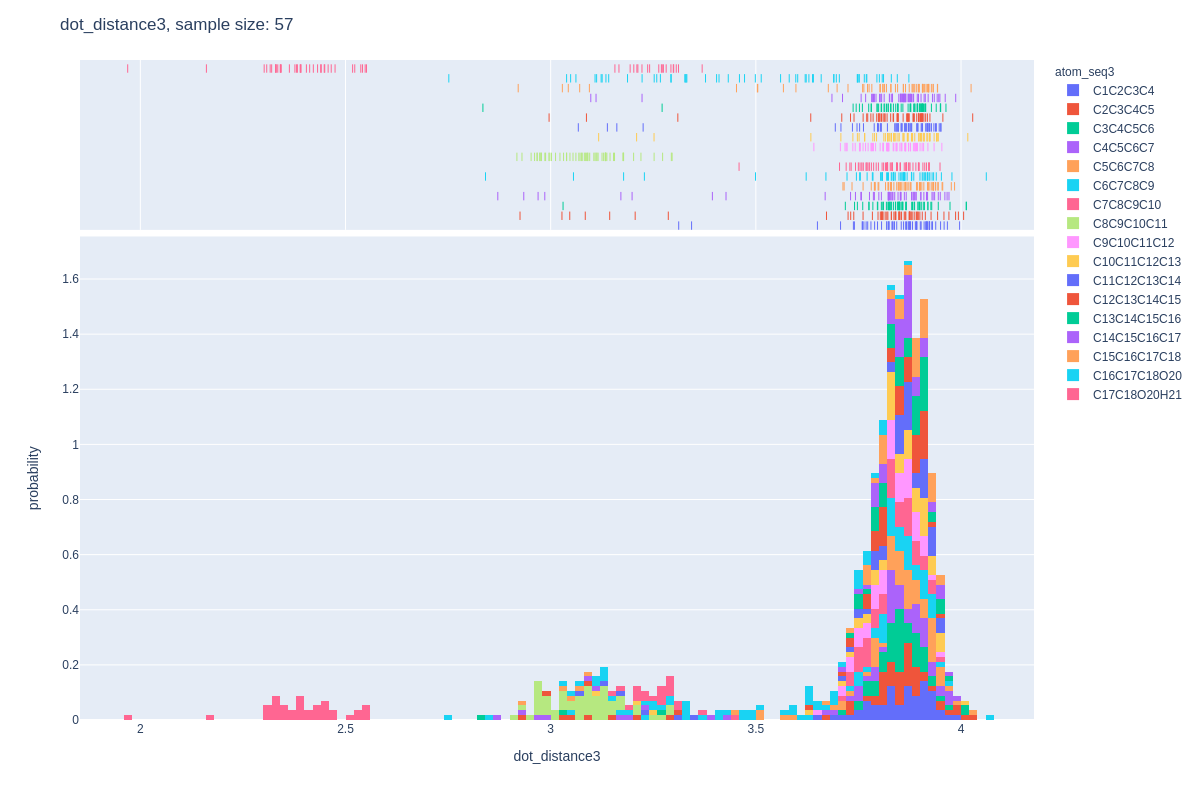 dot_distance3, sample size: 57
atom_seq3
C1C2C3C4
C2C3C4C5
C3C4C5C6
C4C5C6C7
C5C6C7C8
C6C7C8C9
C7C8C9C10
C8C9C10C11
C9C10C11C12
C10C11C12C13
C11C12C13C14
C12C13C14C15
C13C14C15C16
C14C15C16C17
C15C16C17C18
C16C17C18O20
C17C18O20H21
probability
1.6
1.4
1.2
1
0.8
0.6
0.4
0.2
0
2
2.5
3
3.5
4
dot_distance3